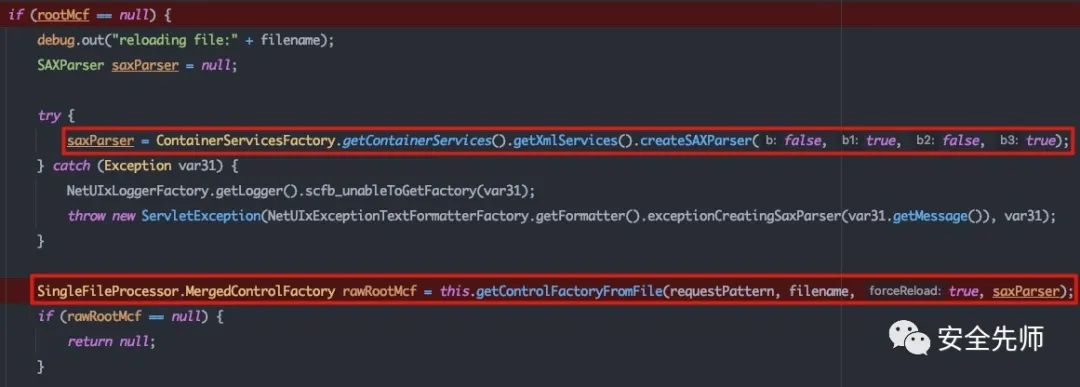 if (rootMcf == null) {
debug.out("reloading file:" + filename);
SAXParser saxParser = null;
try {
saxParser = ContainerServicesFactory.getContainerServices().getXmlServices().createSAXParser( b: false, b1: true, b2: false, b3: true);
} catch (Exception var31) {
NetUIxLoggerFactory.getLogger().scfb_unableToGetFactory(var31);
throw new ServletException(NetUIxExceptionTextFormatterFactory.getFormatter().exceptionCreatingSaxParser(var31.getMessage()), var31);
}
SingleFileProcessor.MergedControlFactory rawRootMcf = this.getControlFactoryFromFile(requestPattern, filename, forceReload: true, saxParser);
if (rawRootMcf == null) {
return null;
}
安全先师